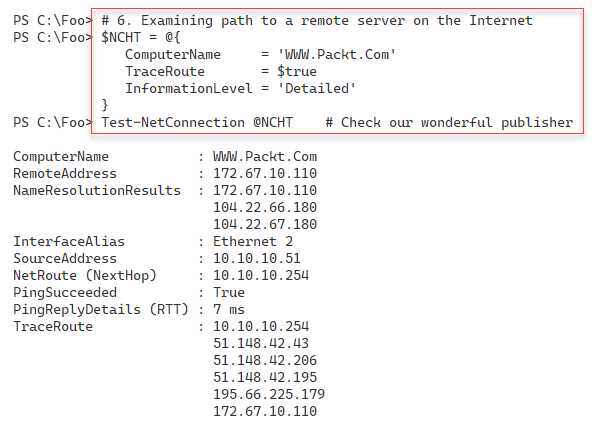 PS C:\Foo> # 6. Examining path to a remote server on the Internet
PS C:\Foo> $NCHT = @{
              ComputerName     = 'WWW.Packt.Com'
              TraceRoute       = $true
              InformationLevel = 'Detailed'
           }
PS C:\Foo> Test-NetConnection @NCHT    # Check our wonderful publisher

ComputerName           : WWW.Packt.Com
RemoteAddress          : 172.67.10.110
NameResolutionResults  : 172.67.10.110
                         104.22.66.180
                         104.22.67.180
InterfaceAlias         : Ethernet 2
SourceAddress          : 10.10.10.51
NetRoute (NextHop)     : 10.10.10.254
PingSucceeded          : True
PingReplyDetails (RTT) : 7 ms
TraceRoute             : 10.10.10.254
                         51.148.42.43
                         51.148.42.206
                         51.148.42.195
                         195.66.225.179
                         172.67.10.110